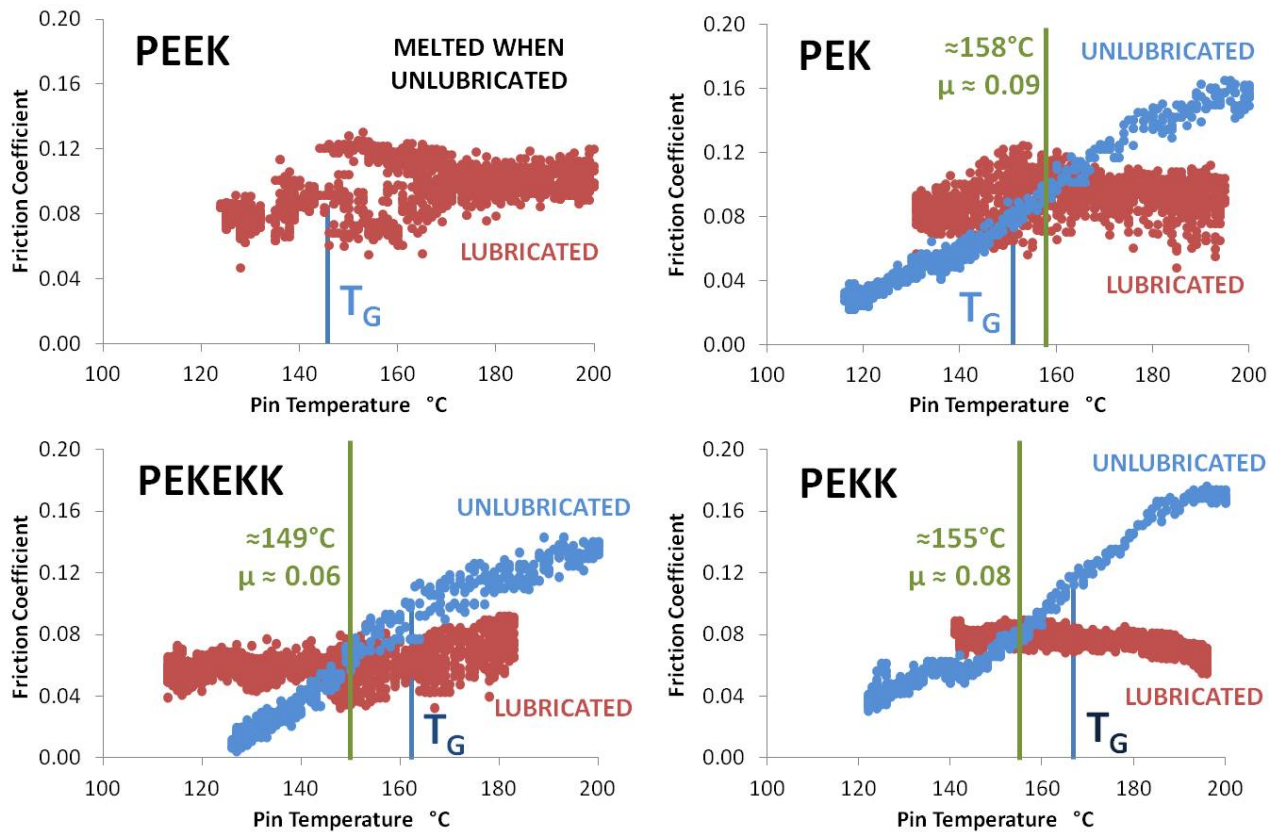 PEEK
MELTED WHEN
UNLUBRICATED
LUBRICATED
TG
0.20
0.16
0.12
0.08
0.04
0.00
Friction Coefficient
100 120 140 160 180 200
Pin Temperature °C
PEK
≈158°C
μ ≈ 0.09
UNLUBRICATED
LUBRICATED
TG
0.20
0.16
0.12
0.08
0.04
0.00
Friction Coefficient
100 120 140 160 180 200
Pin Temperature °C
PEKEKK
≈149°C
μ ≈ 0.06
UNLUBRICATED
LUBRICATED
TG
0.20
0.16
0.12
0.08
0.04
0.00
Friction Coefficient
100 120 140 160 180 200
Pin Temperature °C
PEKK
≈155°C
μ ≈ 0.08
UNLUBRICATED
LUBRICATED
TG
0.20
0.16
0.12
0.08
0.04
0.00
Friction Coefficient
100 120 140 160 180 200
Pin Temperature °C